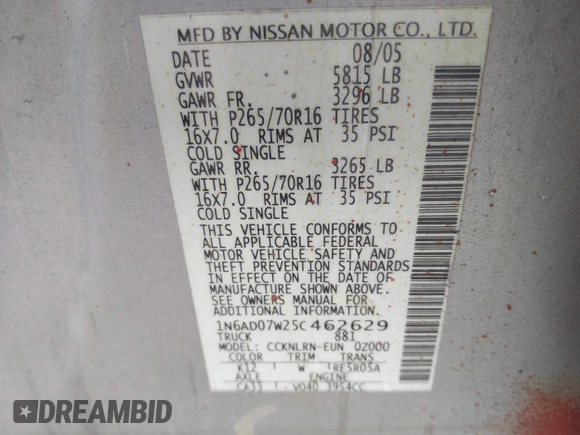 MFD BY NISSAN MOTOR CO., LTD.
DATE 08/05
GVWR 5815 LB
GAWR FR. 3296 LB
WITH P265/70R16 TIRES
16X7.0 RIMS AT 35 PSI
COLD SINGLE
GAWR RR. 3265 LB
WITH P265/70R16 TIRES
16X7.0 RIMS AT 35 PSI
COLD SINGLE
THIS VEHICLE CONFORMS TO
ALL APPLICABLE FEDERAL
MOTOR VEHICLE SAFETY AND
THEFT PREVENTION STANDARDS
IN EFFECT ON THE DATE OF
MANUFACTURE SHOWN ABOVE.
SEE OWNERS MANUAL FOR
ADDITIONAL INFORMATION
1N6AD07W25C462629
TRUCK 881
MODEL: CCKNLRN-EUN 0Z000
COLOR TRIM TRANS
K12 W RE5R05A
AXLE ENGINE
CA33 VQ40 3954CC
DREAMBID